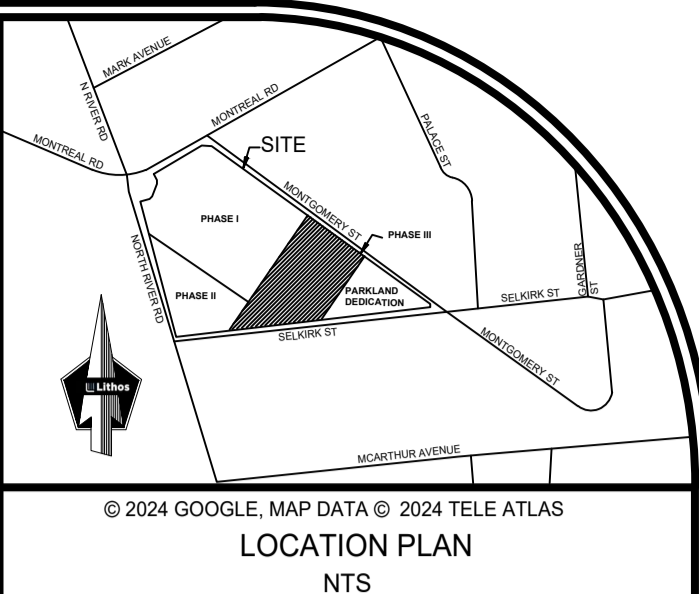 MARK AVENUE
N RIVER RD
MONTREAL RD
MONTREAL RD
SITE
PALACE ST
MONTGOMERY ST
PHASE I
PHASE III
NORTH RIVER RD
GARDNER
ST
PHASE II
PARKLAND
DEDICATION
SELKIRK ST
SELKIRK ST
MONTGOMERY ST
Lithos
MCARTHUR AVENUE
© 2024 GOOGLE, MAP DATA © 2024 TELE ATLAS
LOCATION PLAN
NTS